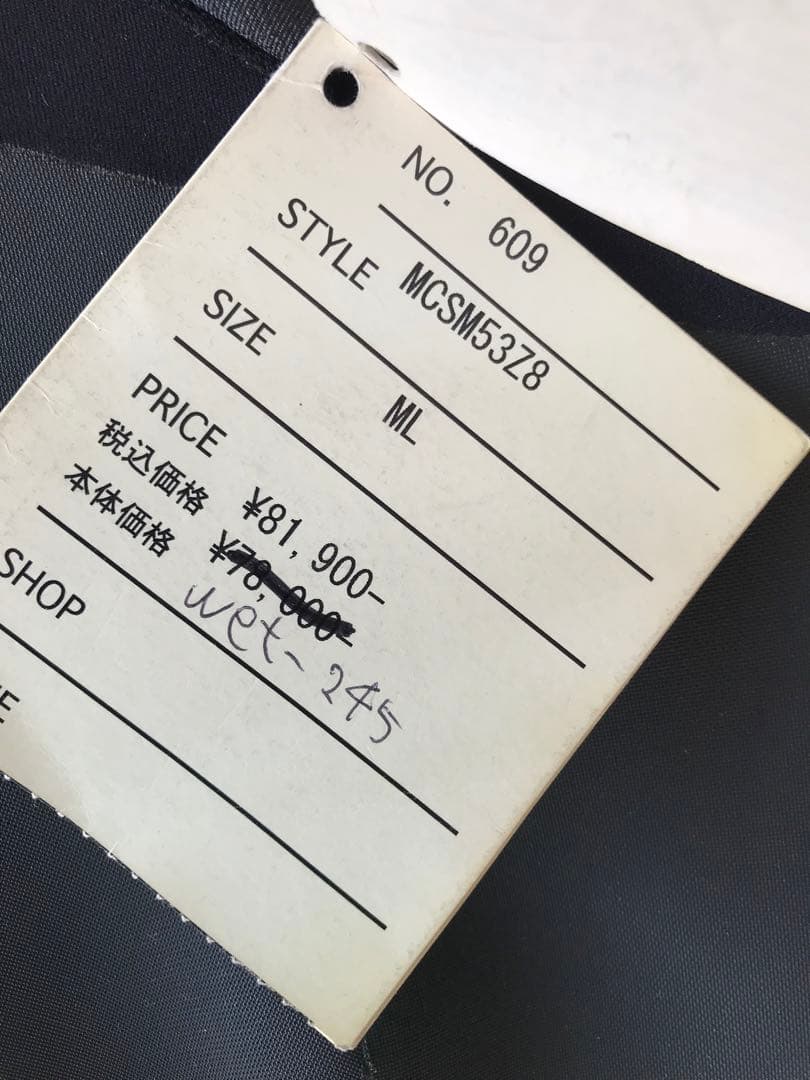 NO. 609
STYLE MCSM53Z8
SIZE ML
PRICE
税込価格 ¥81,900-
本体価格 ¥78,000-
wet-245
SHOP
E